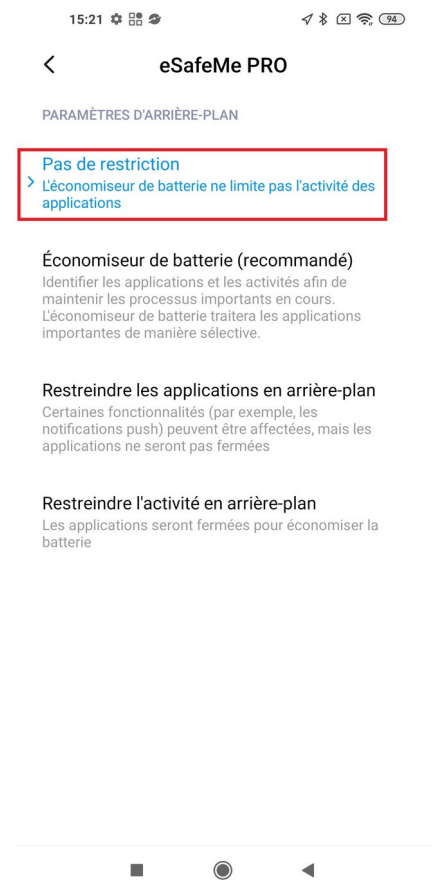 15:21
94
eSafeMe PRO
PARAMÈTRES D'ARRIÈRE-PLAN
Pas de restriction
L'économiseur de batterie ne limite pas l'activité des
applications
Économiseur de batterie (recommandé)
Identifier les applications et les activités afin de
maintenir les processus importants en cours.
L'économiseur de batterie traitera les applications
importantes de manière sélective.
Restreindre les applications en arrière-plan
Certaines fonctionnalités (par exemple, les
notifications push) peuvent être affectées, mais les
applications ne seront pas fermées
Restreindre l'activité en arrière-plan
Les applications seront fermées pour économiser la
batterie